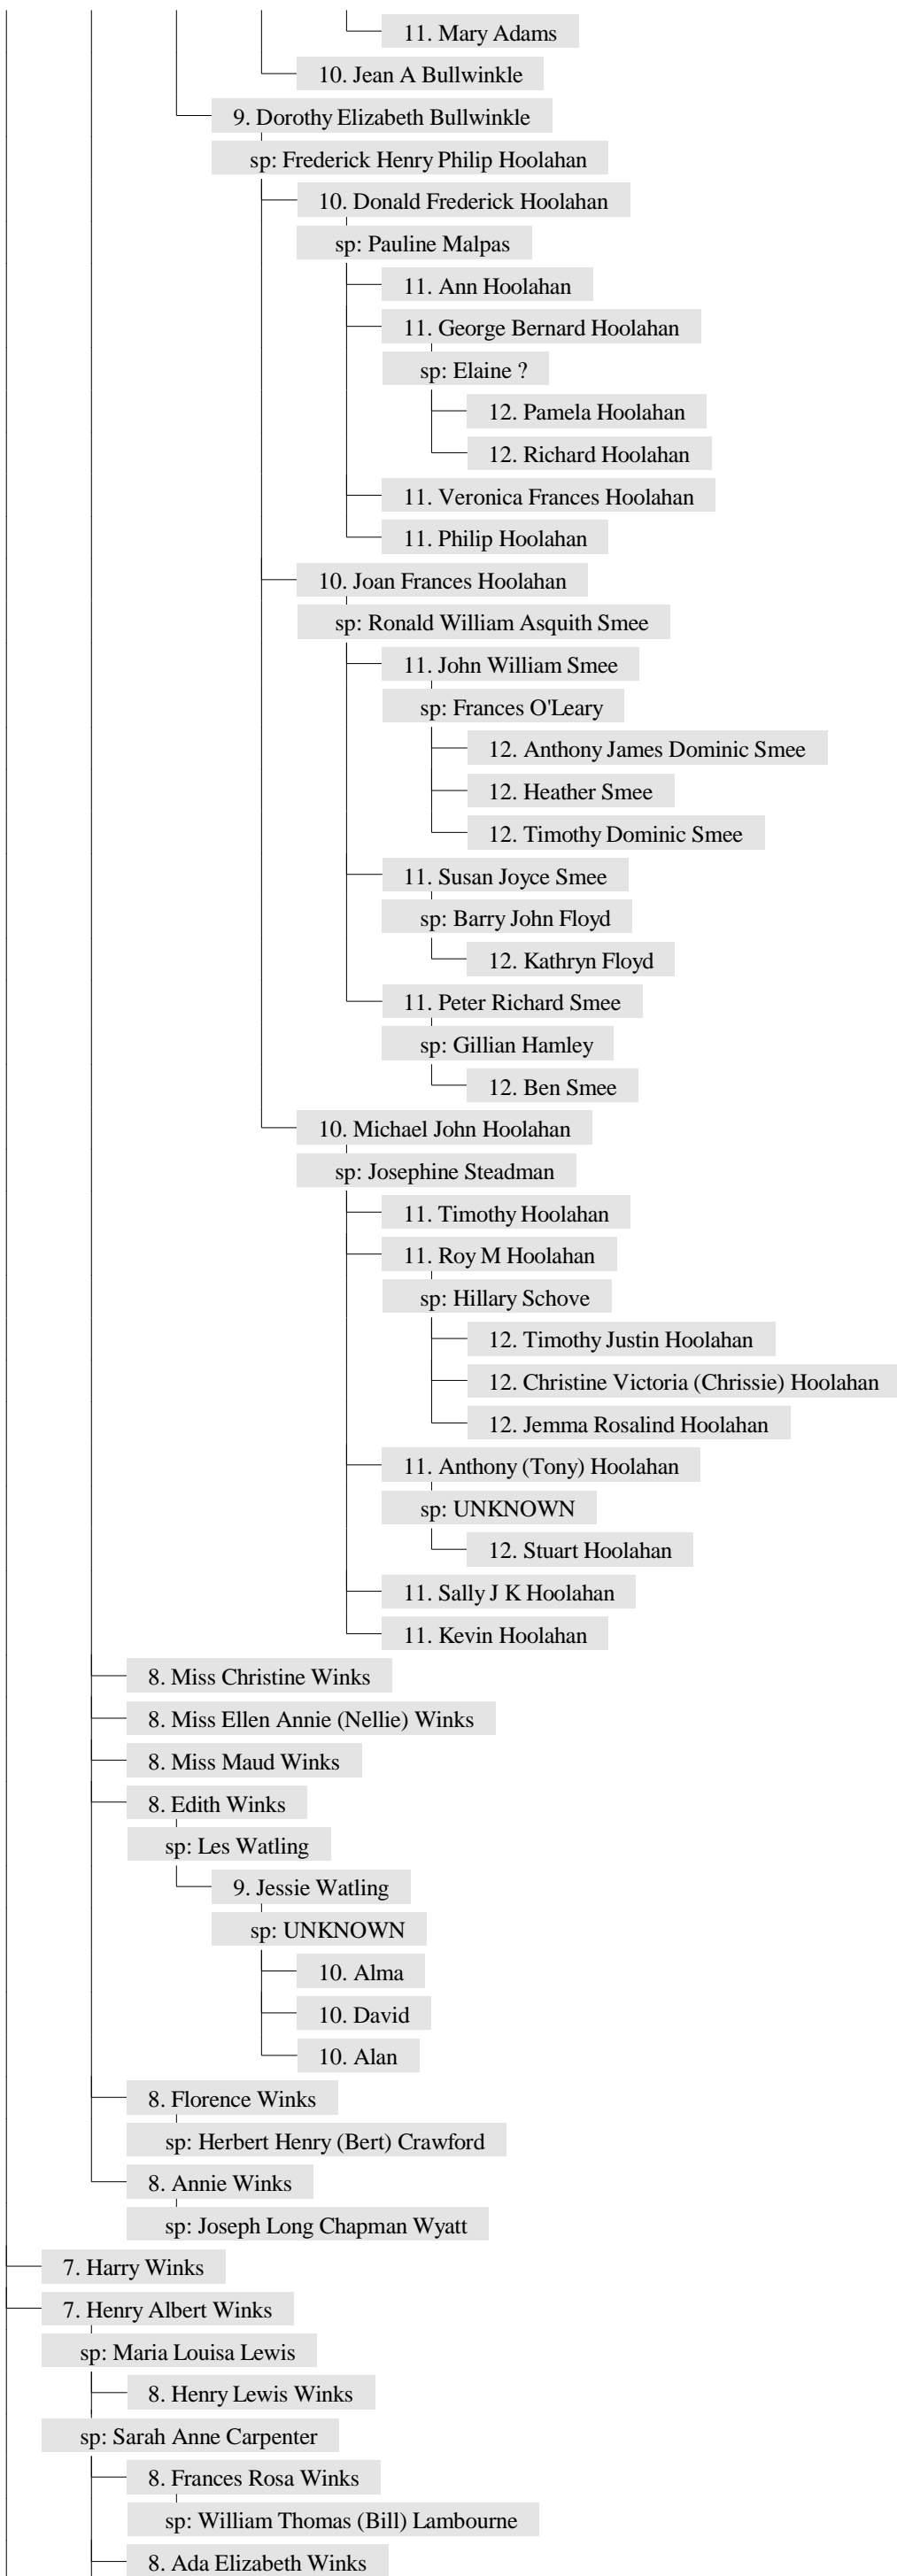 11. Mary Adams
10. Jean A Bullwinkle
9. Dorothy Elizabeth Bullwinkle
sp: Frederick Henry Philip Hoolahan
10. Donald Frederick Hoolahan
sp: Pauline Malpas
11. Ann Hoolahan
11. George Bernard Hoolahan
sp: Elaine ?
12. Pamela Hoolahan
12. Richard Hoolahan
11. Veronica Frances Hoolahan
11. Philip Hoolahan
10. Joan Frances Hoolahan
sp: Ronald William Asquith Smee
11. John William Smee
sp: Frances O'Leary
12. Anthony James Dominic Smee
12. Heather Smee
12. Timothy Dominic Smee
11. Susan Joyce Smee
sp: Barry John Floyd
12. Kathryn Floyd
11. Peter Richard Smee
sp: Gillian Hamley
12. Ben Smee
10. Michael John Hoolahan
sp: Josephine Steadman
11. Timothy Hoolahan
11. Roy M Hoolahan
sp: Hillary Schove
12. Timothy Justin Hoolahan
12. Christine Victoria (Chrissie) Hoolahan
12. Jemma Rosalind Hoolahan
11. Anthony (Tony) Hoolahan
sp: UNKNOWN
12. Stuart Hoolahan
11. Sally J K Hoolahan
11. Kevin Hoolahan
8. Miss Christine Winks
8. Miss Ellen Annie (Nellie) Winks
8. Miss Maud Winks
8. Edith Winks
sp: Les Watling
9. Jessie Watling
sp: UNKNOWN
10. Alma
10. David
10. Alan
8. Florence Winks
sp: Herbert Henry (Bert) Crawford
8. Annie Winks
sp: Joseph Long Chapman Wyatt
7. Harry Winks
7. Henry Albert Winks
sp: Maria Louisa Lewis
8. Henry Lewis Winks
sp: Sarah Anne Carpenter
8. Frances Rosa Winks
sp: William Thomas (Bill) Lambourne
8. Ada Elizabeth Winks